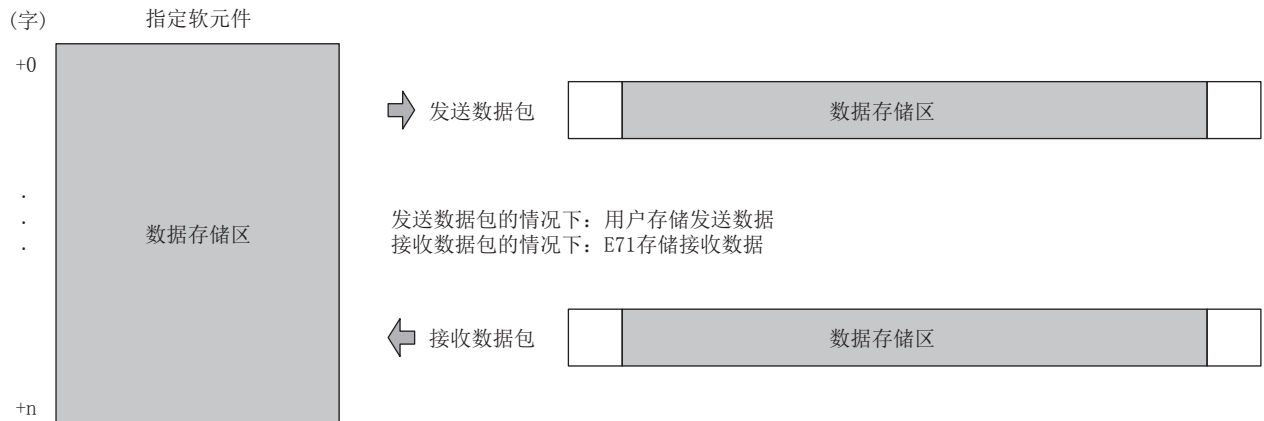 (字) 指定软元件
+0
发送数据包 数据存储区
.
.
.
数据存储区
发送数据包的情况下：用户存储发送数据
接收数据包的情况下：E71存储接收数据
接收数据包 数据存储区
+n